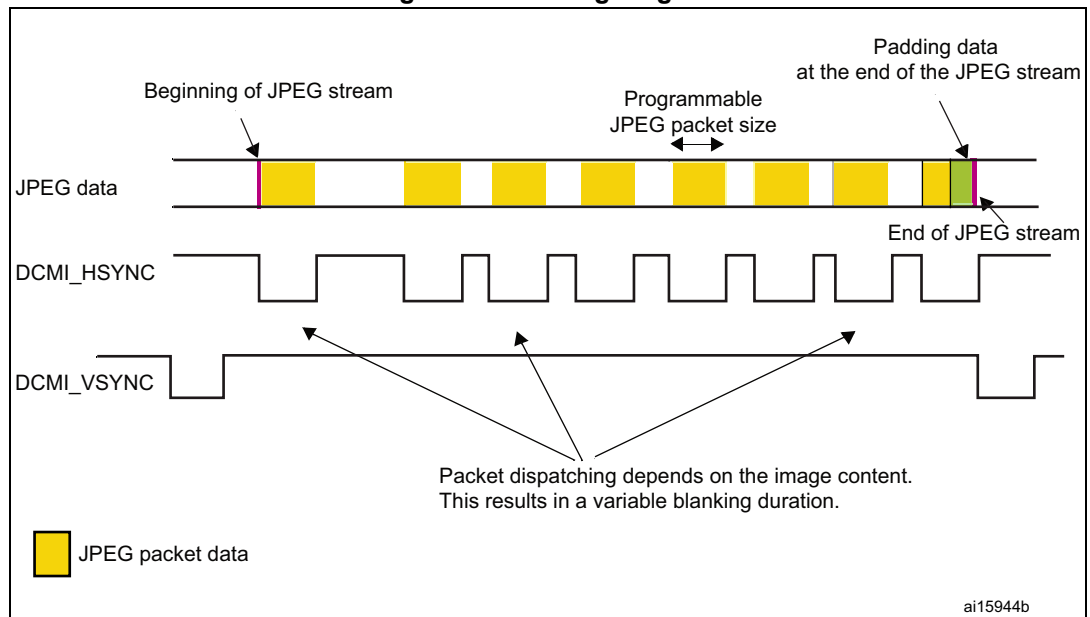 Padding data
at the end of the JPEG stream
Beginning of JPEG stream
Programmable
JPEG packet size
JPEG data
End of JPEG stream
DCMI_HSYNC
DCMI_VSYNC
Packet dispatching depends on the image content.
This results in a variable blanking duration.
JPEG packet data
ai15944b